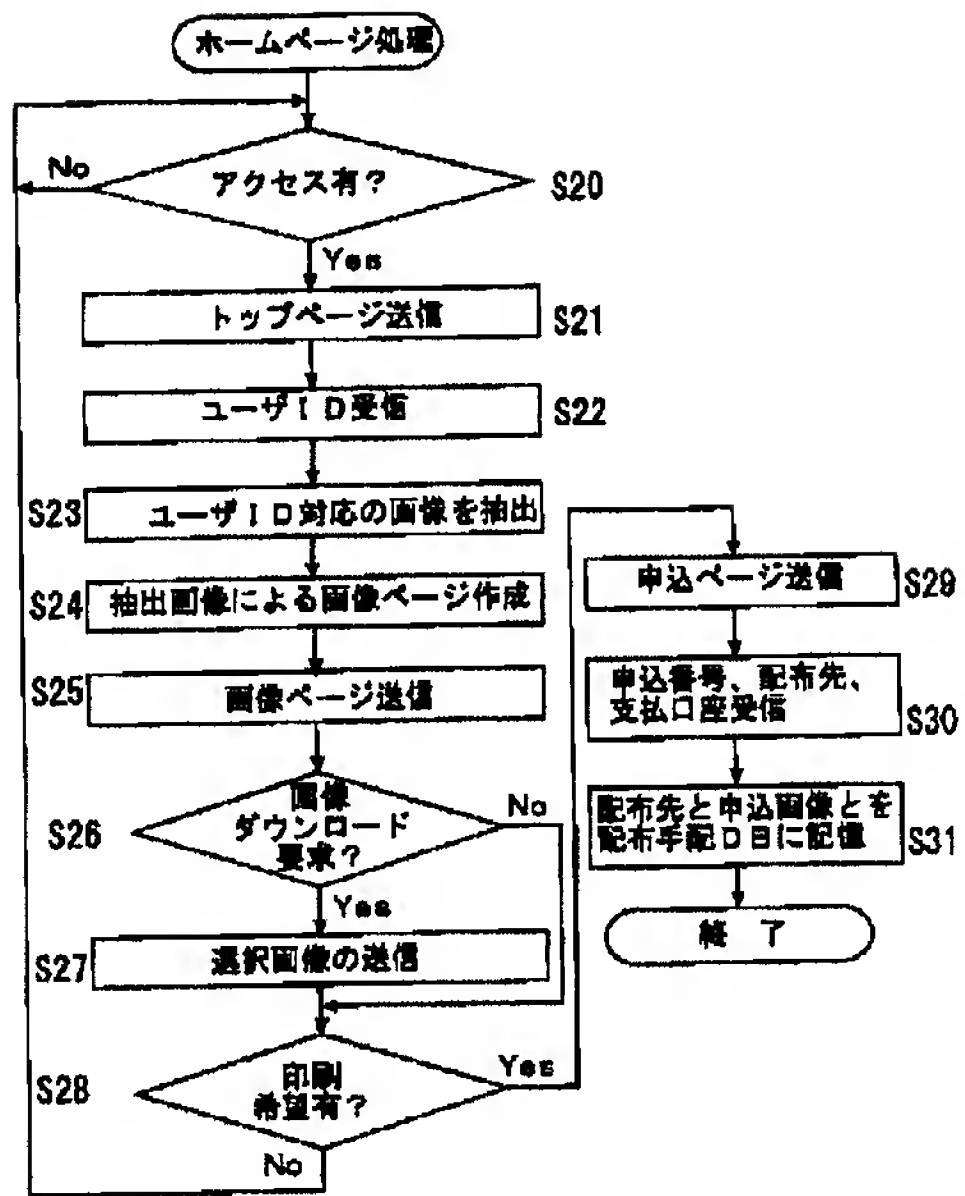 ホームページ処理
No
アクセス有?
S20
Yes
トップページ送信
S21
ユーザID受信
S22
S23
ユーザID対応の画像を抽出
S24
抽出画像による画像ページ作成
S25
画像ページ送信
S26
画像
ダウンロード
要求?
No
Yes
S27
選択画像の送信
S28
印刷
希望有?
Yes
No
申込ページ送信
S29
申込番号、配布先、
支払口座受信
S30
配布先と申込画像とを
配布手配DBに記憶
S31
終 了